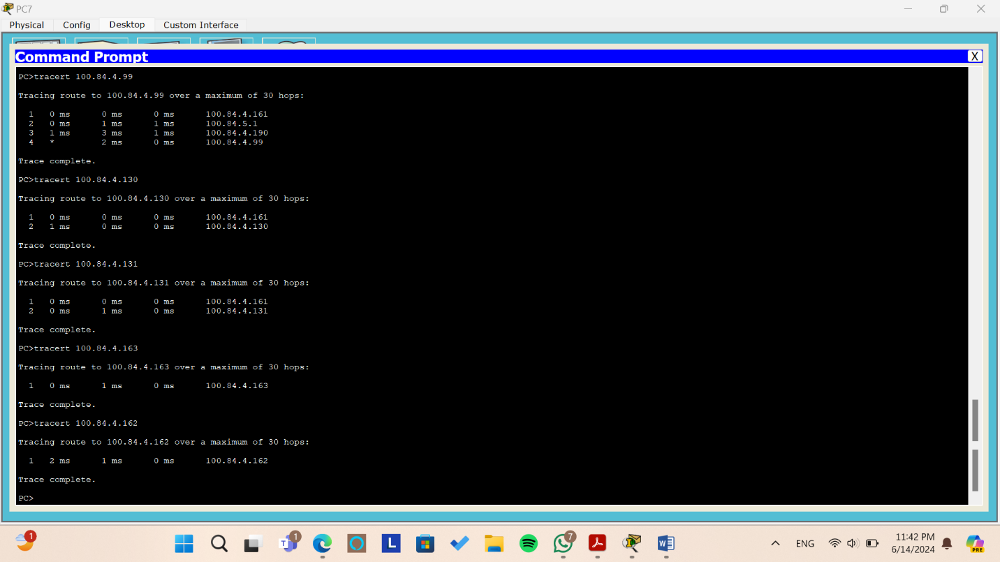 PC7
Physical Config Desktop Custom Interface
Command Prompt X
PC>tracert 100.84.4.99
Tracing route to 100.84.4.99 over a maximum of 30 hops:
1 0 ms 0 ms 0 ms 100.84.4.161
2 0 ms 1 ms 1 ms 100.84.5.1
3 1 ms 3 ms 1 ms 100.84.4.190
4 * 2 ms 0 ms 100.84.4.99
Trace complete.
PC>tracert 100.84.4.130
Tracing route to 100.84.4.130 over a maximum of 30 hops:
1 0 ms 0 ms 0 ms 100.84.4.161
2 1 ms 0 ms 0 ms 100.84.4.130
Trace complete.
PC>tracert 100.84.4.131
Tracing route to 100.84.4.131 over a maximum of 30 hops:
1 0 ms 0 ms 0 ms 100.84.4.161
2 0 ms 1 ms 0 ms 100.84.4.131
Trace complete.
PC>tracert 100.84.4.163
Tracing route to 100.84.4.163 over a maximum of 30 hops:
1 0 ms 1 ms 0 ms 100.84.4.163
Trace complete.
PC>tracert 100.84.4.162
Tracing route to 100.84.4.162 over a maximum of 30 hops:
1 2 ms 1 ms 0 ms 100.84.4.162
Trace complete.
PC>
1 T 1 L 7 W ENG 11:42 PM PRE
6/14/2024